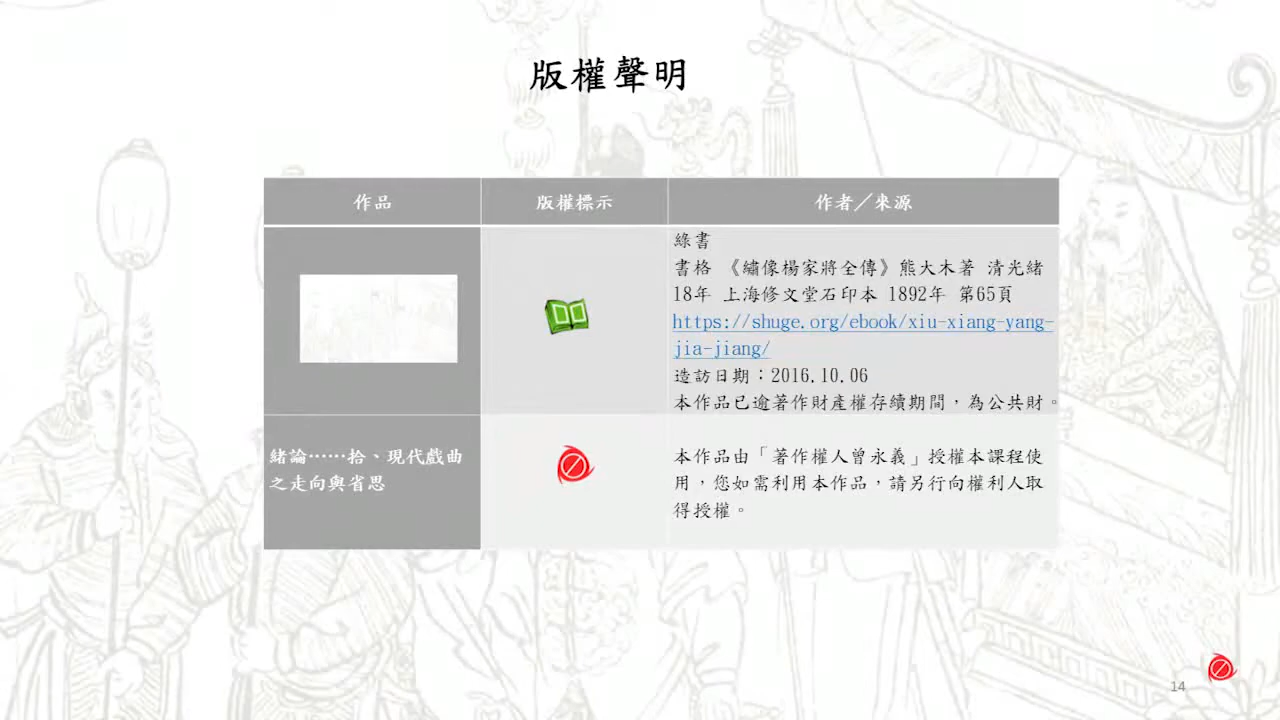 版權聲明
作品
版權標示
作者／來源
綠書
書格 《繡像楊家將全傳》熊大木著 清光緒
18年 上海修文堂石印本 1892年 第65頁
https://shuge.org/ebook/xiu-xiang-yang-
jia-jiang/
造訪日期：2016.10.06
本作品已逾著作財產權存續期間，為公共財。
緒論……拾、現代戲曲
之走向與省思
本作品由「著作權人曾永義」授權本課程使
用，您如需利用本作品，請另行向權利人取
得授權。
14